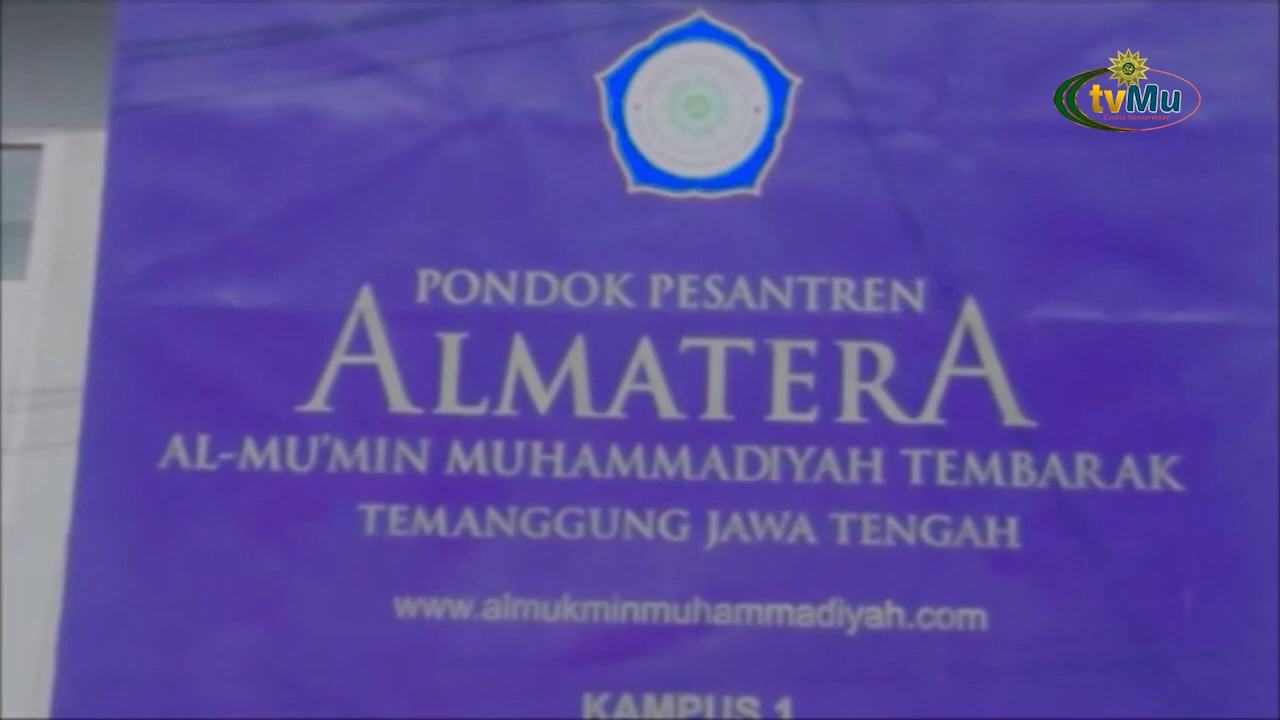 tvMu
PONDOK PESANTREN
ALMATERA
AL-MU'MIN MUHAMMADIYAH TEMBARAK
TEMANGGUNG JAWA TENGAH
www.almukminmuhammadiyah.com
KAMPUS 1